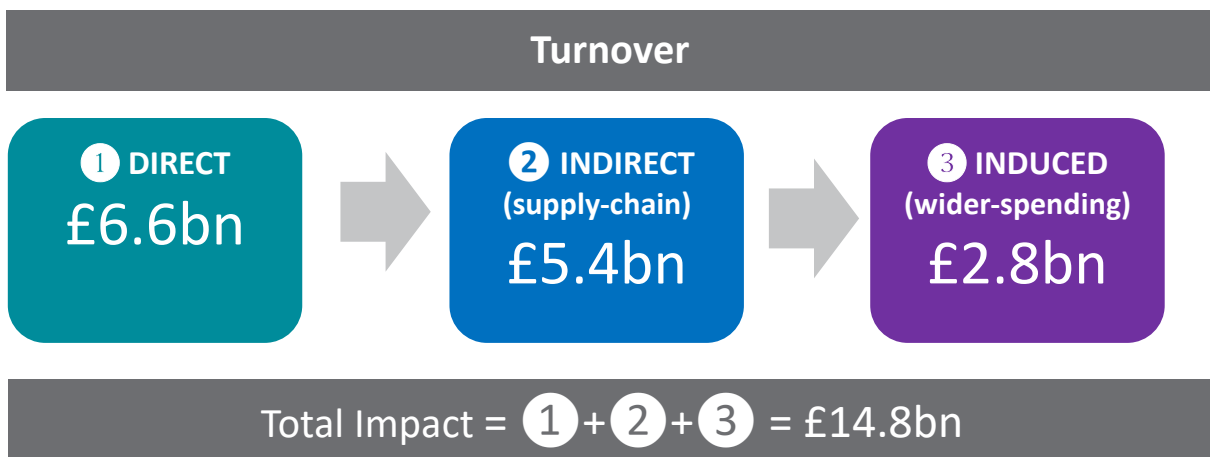 Turnover
1 DIRECT
£6.6bn
2 INDIRECT
(supply-chain)
£5.4bn
3 INDUCED
(wider-spending)
£2.8bn
Total Impact = 1+2+3 = £14.8bn